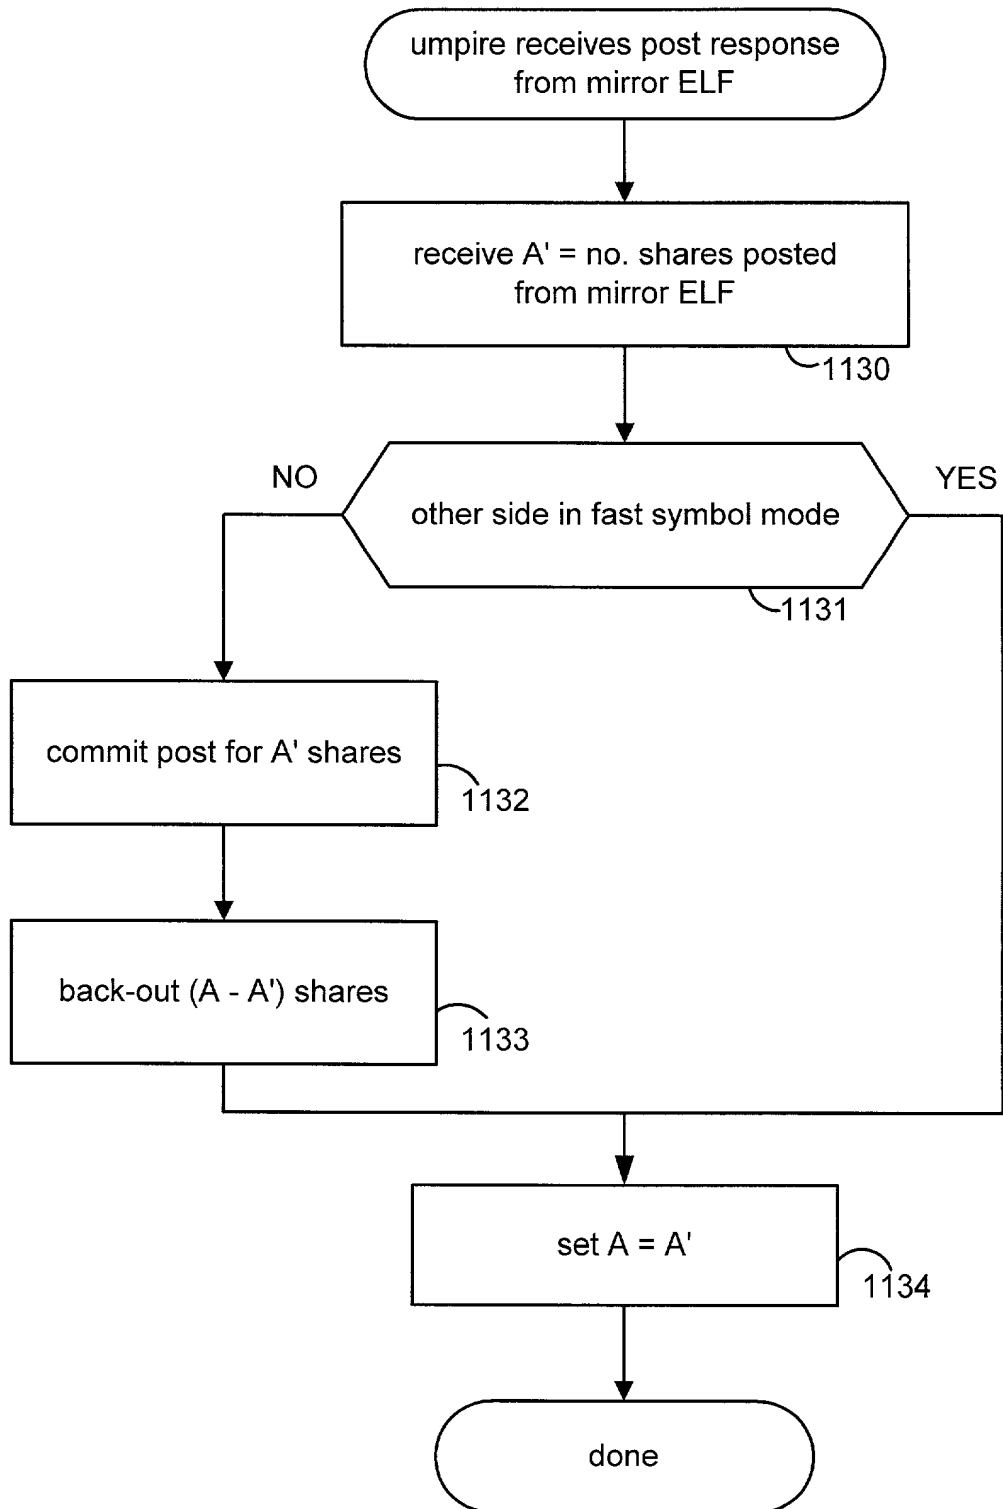 umpire receives post response
from mirror ELF
receive A' = no. shares posted
from mirror ELF
1130
NO
YES
other side in fast symbol mode
1131
commit post for A' shares
1132
back-out (A - A') shares
1133
set A = A'
1134
done